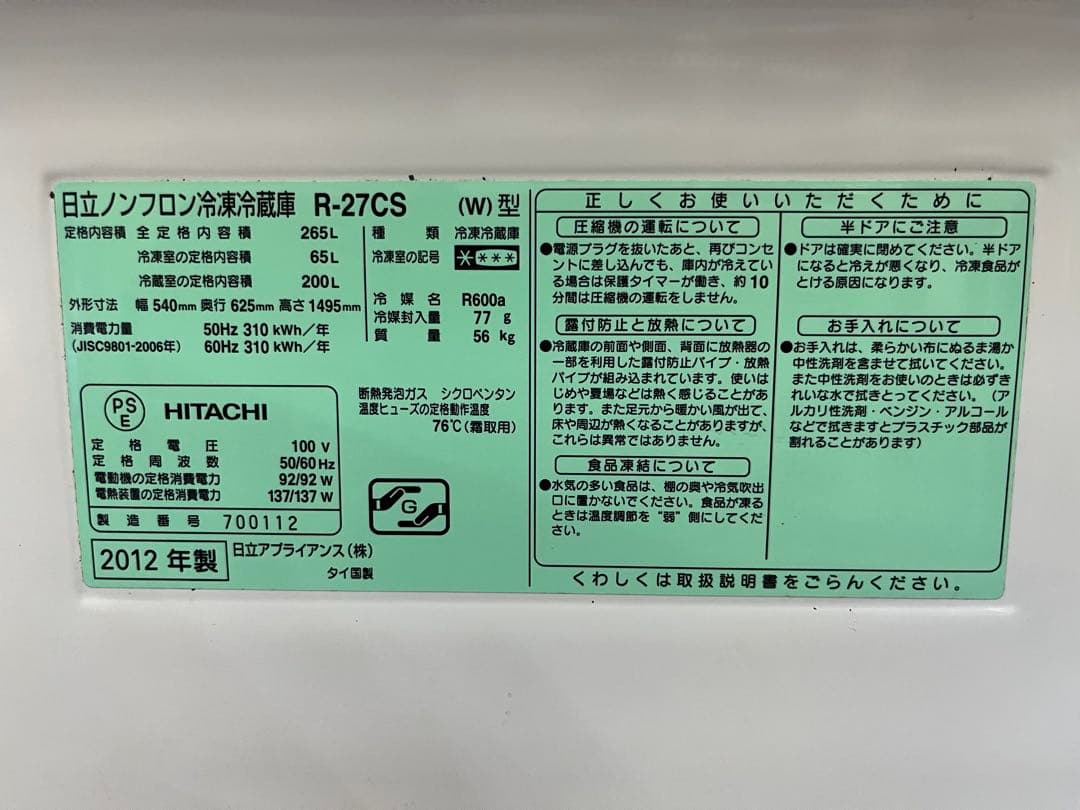 日立ノンフロン冷凍冷蔵庫 R-27CS (W)型
定格内容積 全定格内容積 265L
冷凍室の定格内容積 65L
冷蔵室の定格内容積 200L
外形寸法 幅540mm奥行625mm高さ1495mm
消費電力量 50Hz 310 kWh/年
(JISC9801-2006年) 60Hz 310 kWh/年
種類 冷凍冷蔵庫
冷凍室の記号 ****
冷媒名 R600a
冷媒封入量 77 g
質量 56 kg
断熱発泡ガス シクロペンタン
温度ヒューズの定格動作温度
76℃(霜取用)
PS
E
HITACHI
定格電圧 100 V
定格周波数 50/60 Hz
電動機の定格消費電力 92/92 W
電熱装置の定格消費電力 137/137 W
製造番号 700112
G
2012 年製
日立アプライアンス(株)
タイ国製
正しくお使いいただくために
圧縮機の運転について
●電源プラグを抜いたあと、再びコンセ
ントに差し込んでも、庫内が冷えてい
る場合は保護タイマーが働き、約10
分間は圧縮機の運転をしません。
露付防止と放熱について
●冷蔵庫の前面や側面、背面に放熱器の
一部を利用した露付防止パイプ・放熱
パイプが組み込まれています。使いは
じめや夏場などは熱く感じることがあり
ます。また足元から暖かい風が出て、
床や周辺が熱くなることがありますが、
これらは異常ではありません。
食品凍結について
●水気の多い食品は、棚の奥や冷気吹出
口に置かないでください。食品が凍る
ときは温度調節を“弱”側にしてくださ
い。
半ドアにご注意
●ドアは確実に閉めてください。半ドア
になると冷えが悪くなり、冷凍食品が
とける原因になります。
お手入れについて
●お手入れは、柔らかい布にぬるま湯か
中性洗剤を含ませて拭いてください。
また中性洗剤をお使いのときは必ずき
れいな水で拭きとってください。(ア
ルカリ性洗剤・ベンジン・アルコール
などで拭きますとプラスチック部品が
割れることがあります)
くわしくは取扱説明書をごらんください。